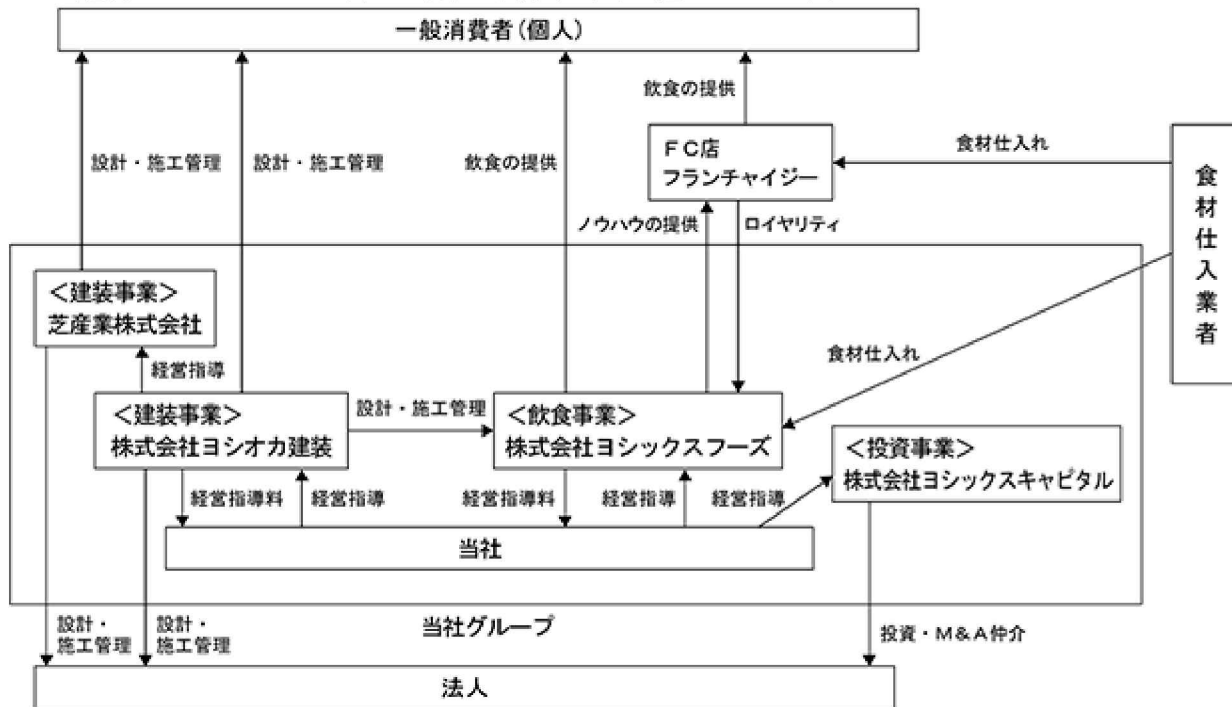 一般消費者(個人)
飲食の提供
FC店
フランチャイジー
食材仕入れ
食材仕入業者
設計・施工管理
設計・施工管理
飲食の提供
ノウハウの提供
ロイヤリティ
＜建装事業＞
芝産業株式会社
経営指導
食材仕入れ
＜建装事業＞
株式会社ヨシオカ建装
設計・施工管理
＜飲食事業＞
株式会社ヨシックスフーズ
＜投資事業＞
株式会社ヨシックスキャピタル
経営指導料
経営指導
経営指導料
経営指導
経営指導
当社
設計・
施工管理
設計・
施工管理
当社グループ
投資・M&A仲介
法人